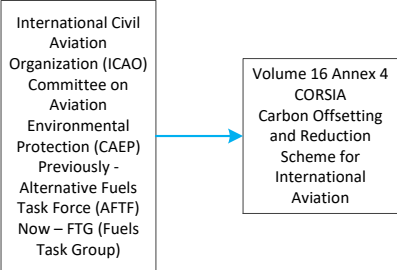 International Civil
Aviation
Organization (ICAO)
Committee on
Aviation
Environmental
Protection (CAEP)
Previously -
Alternative Fuels
Task Force (AFTF)
Now – FTG (Fuels
Task Group)
Volume 16 Annex 4
CORSIA
Carbon Offsetting
and Reduction
Scheme for
International
Aviation